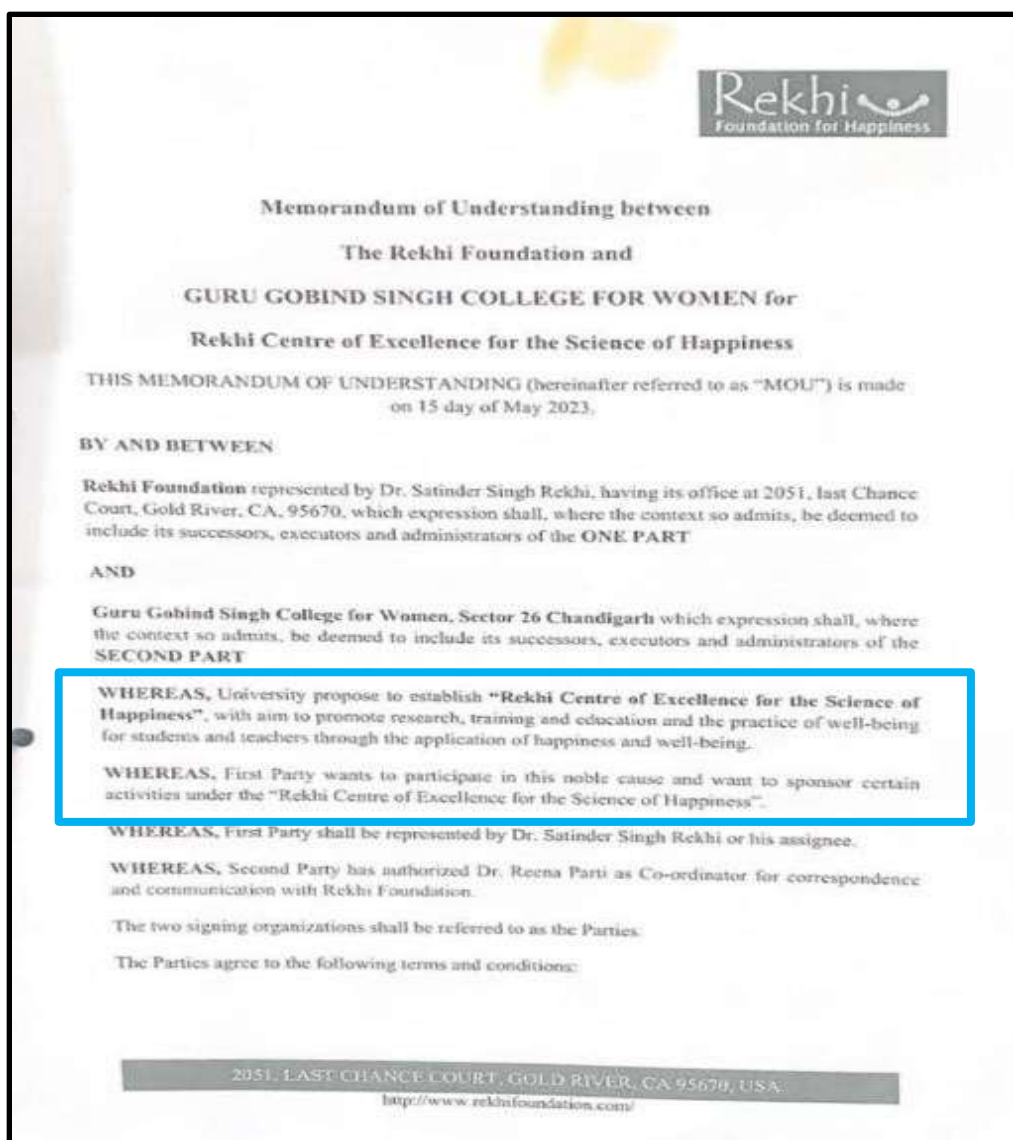 Rekhi
Foundation for Happiness
Memorandum of Understanding between
The Rekhi Foundation and
GURU GOBIND SINGH COLLEGE FOR WOMEN for
Rekhi Centre of Excellence for the Science of Happiness
THIS MEMORANDUM OF UNDERSTANDING (hereinafter referred to as "MOU") is made
on 15 day of May 2023.
BY AND BETWEEN
Rekhi Foundation represented by Dr. Satinder Singh Rekhi, having its office at 2051, last Chance
Court, Gold River, CA, 95670, which expression shall, where the context so admits, be deemed to
include its successors, executors and administrators of the ONE PART
AND
Guru Gobind Singh College for Women, Sector 26 Chandigarh which expression shall, where
the context so admits, be deemed to include its successors, executors and administrators of the
SECOND PART
WHEREAS, University propose to establish "Rekhi Centre of Excellence for the Science of
Happiness", with aim to promote research, training and education and the practice of well-being
for students and teachers through the application of happiness and well-being.
WHEREAS, First Party wants to participate in this noble cause and want to sponsor certain
activities under the "Rekhi Centre of Excellence for the Science of Happiness".
WHEREAS, First Party shall be represented by Dr. Satinder Singh Rekhi or his assignee.
WHEREAS, Second Party has authorized Dr. Reena Parti as Co-ordinator for correspondence
and communication with Rekhi Foundation.
The two signing organizations shall be referred to as the Parties.
The Parties agree to the following terms and conditions:
2051, LAST CHANCE COURT, GOLD RIVER, CA 95670, USA
http://www.rekhifoundation.com/